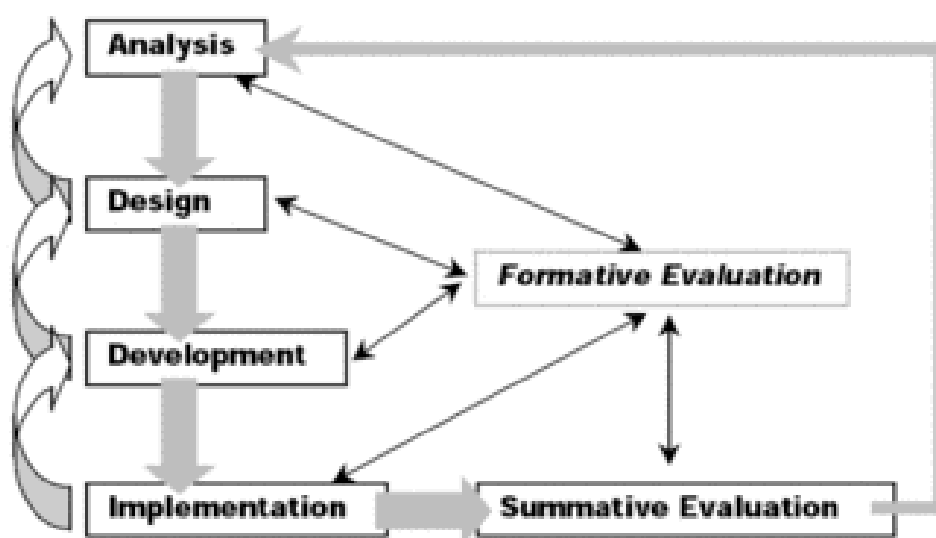 Analysis
Design
Formative Evaluation
Development
Implementation
Summative Evaluation